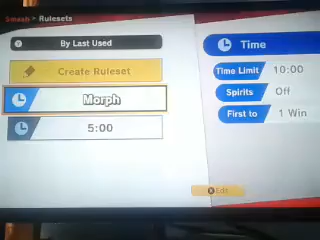 Smash > Rulesets
? By Last Used
Create Ruleset
Morph
5:00
Time
Time Limit 10:00
Spirits Off
First to 1 Win
X Edit